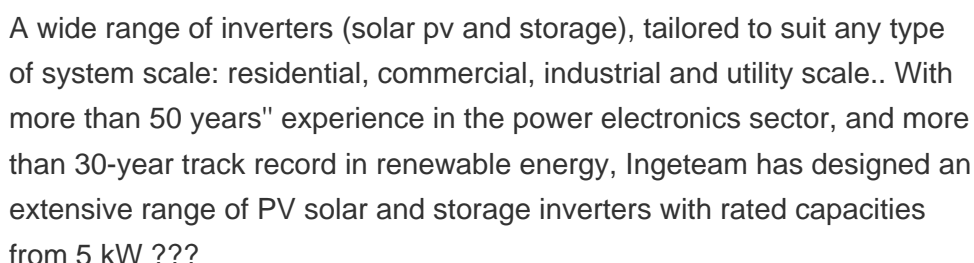 A wide range of inverters (solar pv and storage), tailored to suit any type
of system scale: residential, commercial, industrial and utility scale.. With
more than 50 years" experience in the power electronics sector, and more
than 30-year track record in renewable energy, Ingeteam has designed an
extensive range of PV solar and storage inverters with rated capacities
from 5 kW ???